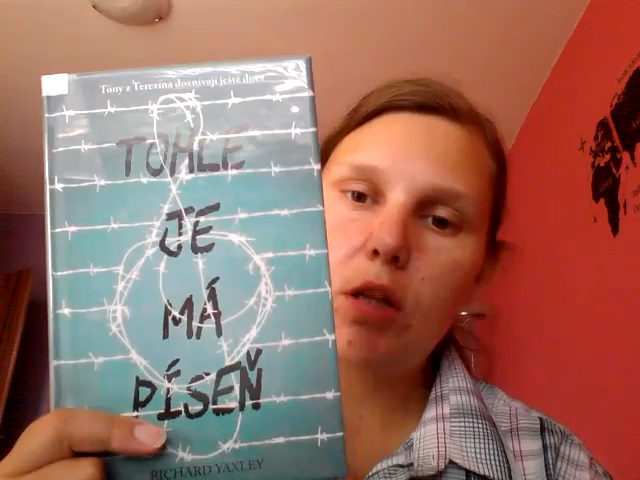 Tóny z Terezína doznívají ještě dnes
TOHLE
JE
MÁ
PÍSEŇ
RICHARD YAXLEY